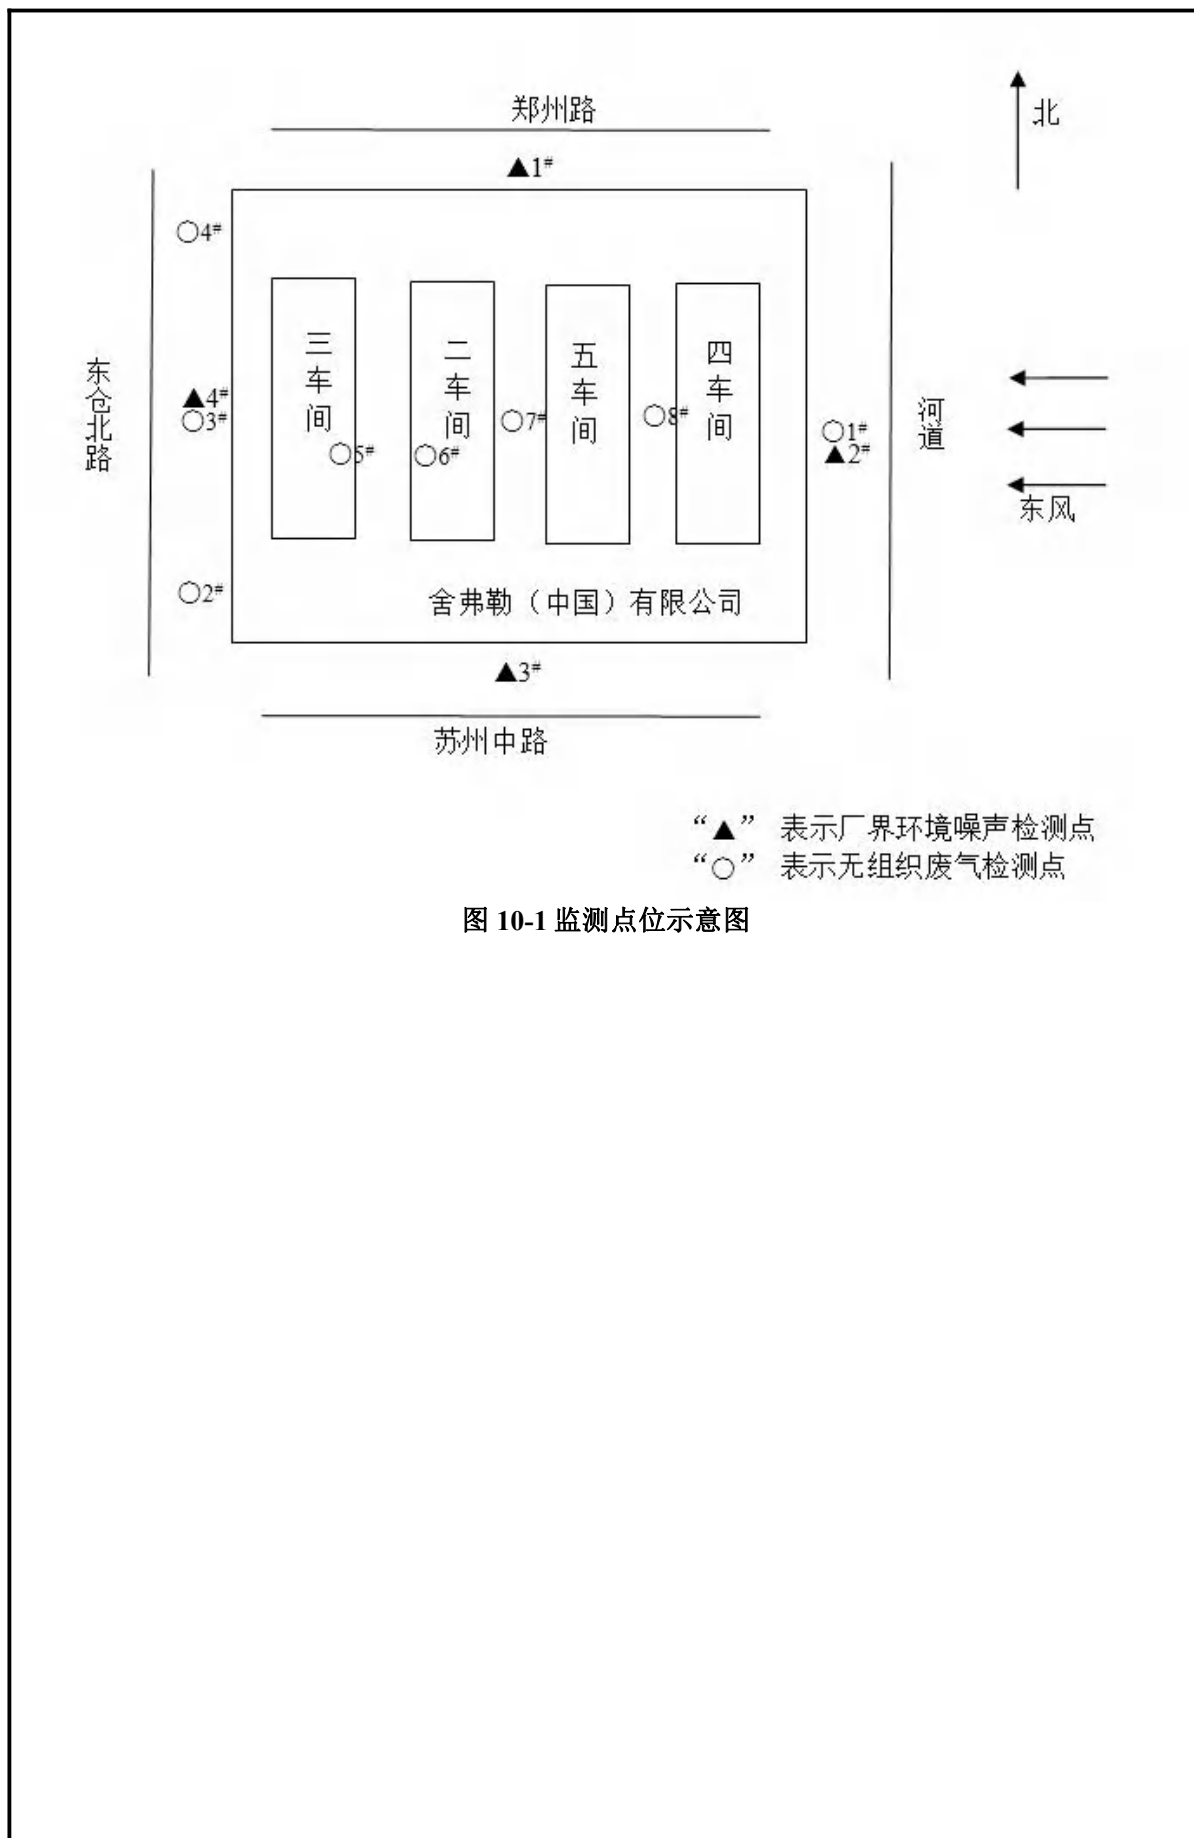 郑州路
北
▲1#
○4#
三车间
二车间
五车间
四车间
东仓北路
▲4#
○3#
○5#
○6#
○7#
○8#
○1#
▲2#
河道
东风
○2#
舍弗勒（中国）有限公司
▲3#
苏州中路
“▲” 表示厂界环境噪声检测点
“○” 表示无组织废气检测点
图 10-1 监测点位示意图